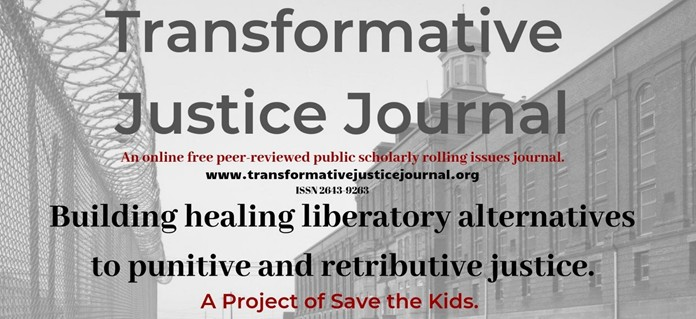 Transformative
Justice Journal
An online free peer-reviewed public scholarly rolling issues journal.
www.transformativejusticejournal.org
ISSN 2643-9263
Building healing liberatory alternatives
to punitive and retributive justice.
A Project of Save the Kids.